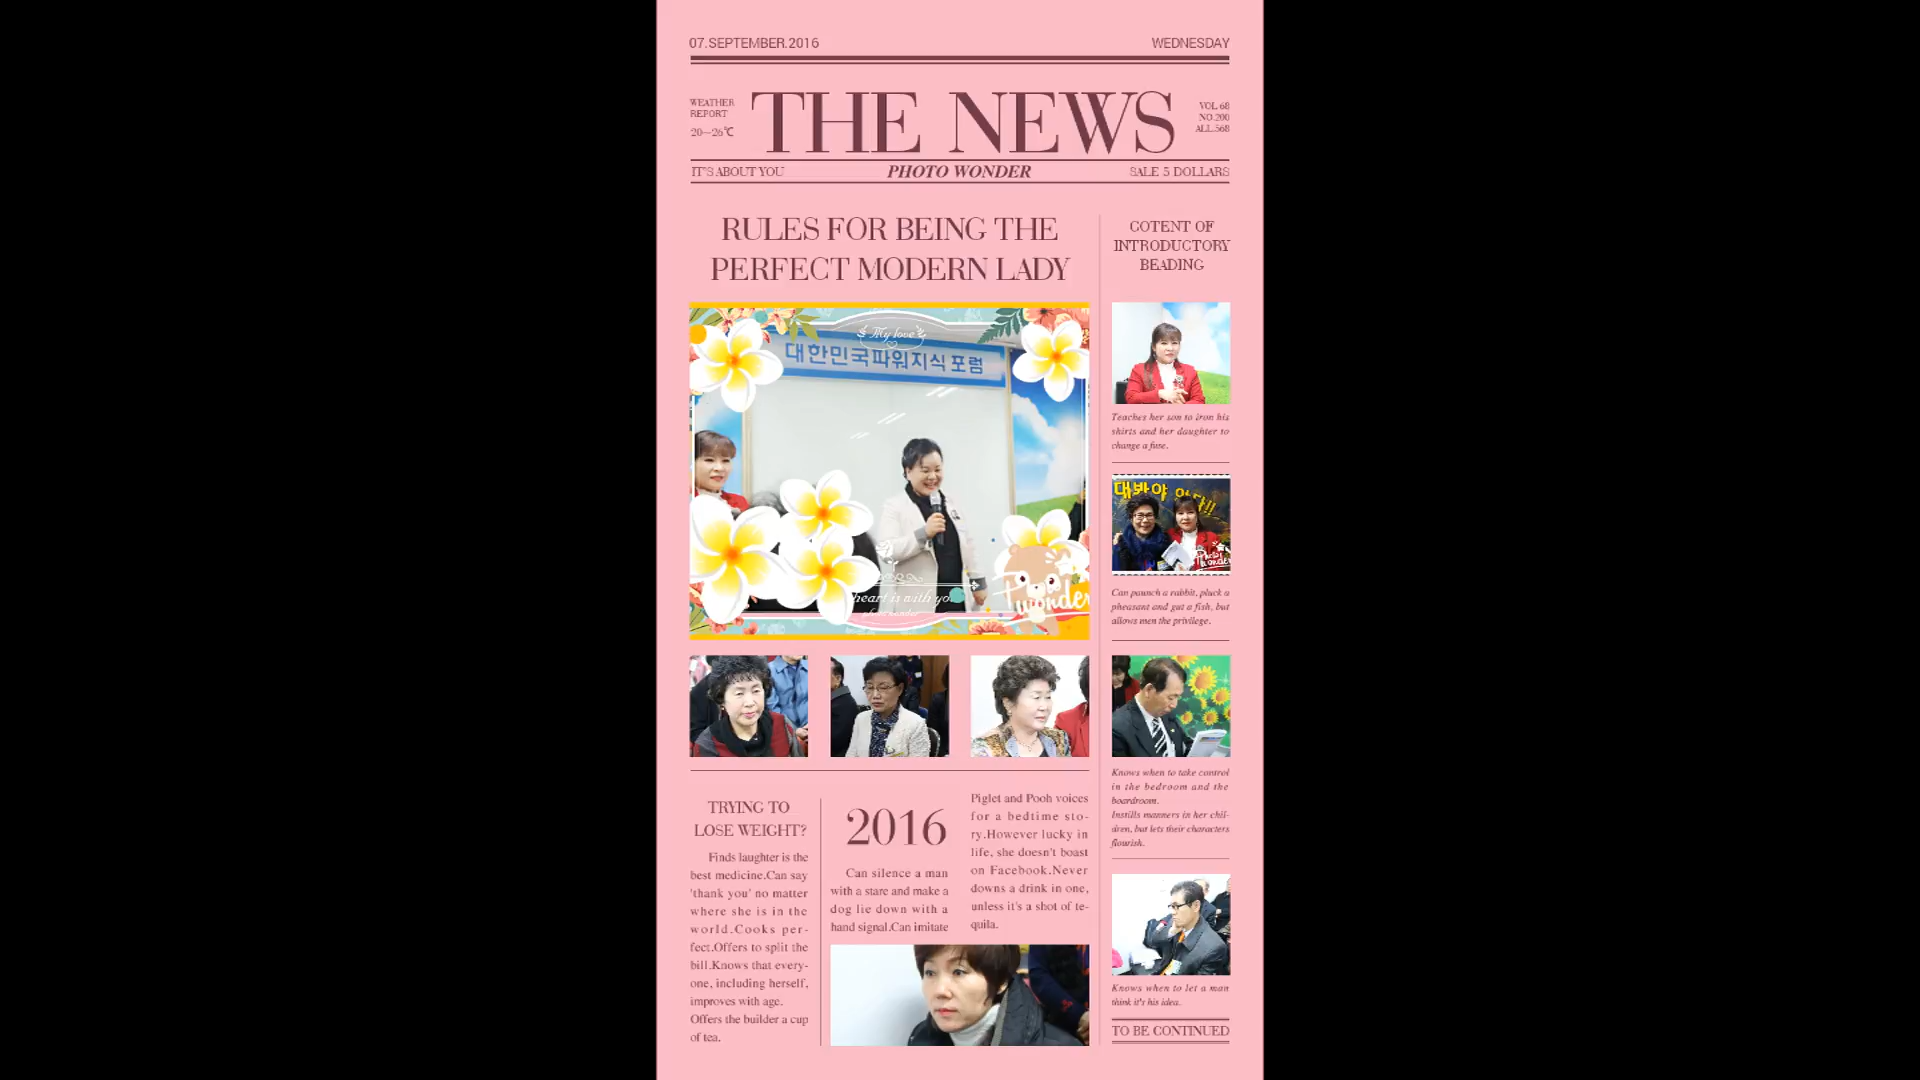 07.SEPTEMBER.2016
WEDNESDAY
WEATHER
REPORT
20—26℃
THE NEWS
VOL 68
NO.200
ALL.568
IT'S ABOUT YOU
PHOTO WONDER
SALE 5 DOLLARS
RULES FOR BEING THE
PERFECT MODERN LADY
My love
대한민국파워지식포럼
heart is with you
wonder
TRYING TO
LOSE WEIGHT?
Finds laughter is the
best medicine.Can say
'thank you' no matter
where she is in the
world.Cooks per-
fect.Offers to split the
bill.Knows that every-
one, including herself,
improves with age.
Offers the builder a cup
of tea.
2016
Can silence a man
with a stare and make a
dog lie down with a
hand signal.Can imitate
Piglet and Pooh voices
for a bedtime sto-
ry.However lucky in
life, she doesn't boast
on Facebook.Never
downs a drink in one,
unless it's a shot of te-
quila.
COTENT OF
INTRODUCTORY
BEADING
Teaches her son to iron his
shirts and her daughter to
change a fuse.
대봐야
Can paunch a rabbit, pluck a
pheasant and gut a fish, but
allows men the privilege.
Knows when to take control
in the bedroom and the
boardroom.
Instills manners in her chil-
dren, but lets their characters
flourish.
Knows when to let a man
think it's his idea.
TO BE CONTINUED